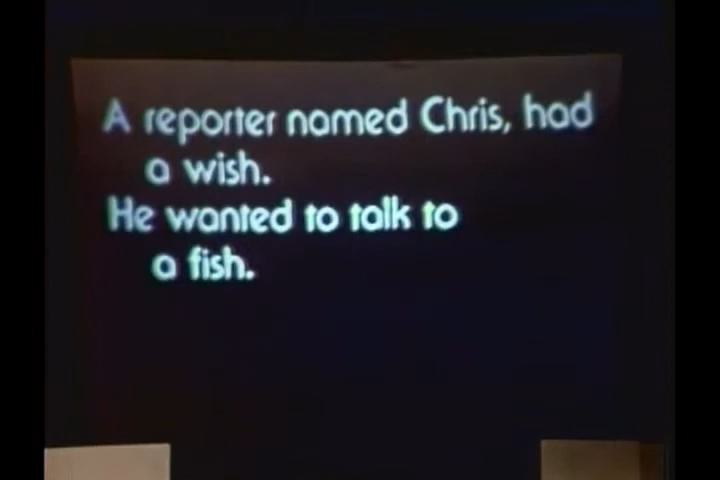 A reporter named Chris, had
a wish.
He wanted to talk to
a fish.